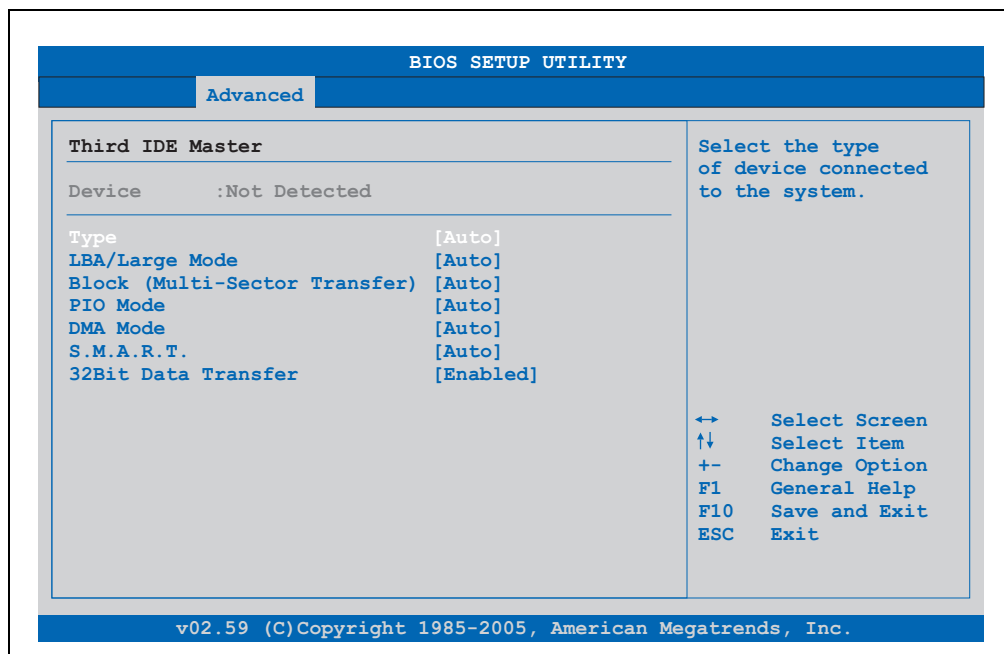 BIOS SETUP UTILITY
Advanced
Third IDE Master
Device :Not Detected
Type [Auto]
LBA/Large Mode [Auto]
Block (Multi-Sector Transfer) [Auto]
PIO Mode [Auto]
DMA Mode [Auto]
S.M.A.R.T. [Auto]
32Bit Data Transfer [Enabled]
Select the type
of device connected
to the system.
↔ Select Screen
↑↓ Select Item
+- Change Option
F1 General Help
F10 Save and Exit
ESC Exit
v02.59 (C)Copyright 1985-2005, American Megatrends, Inc.